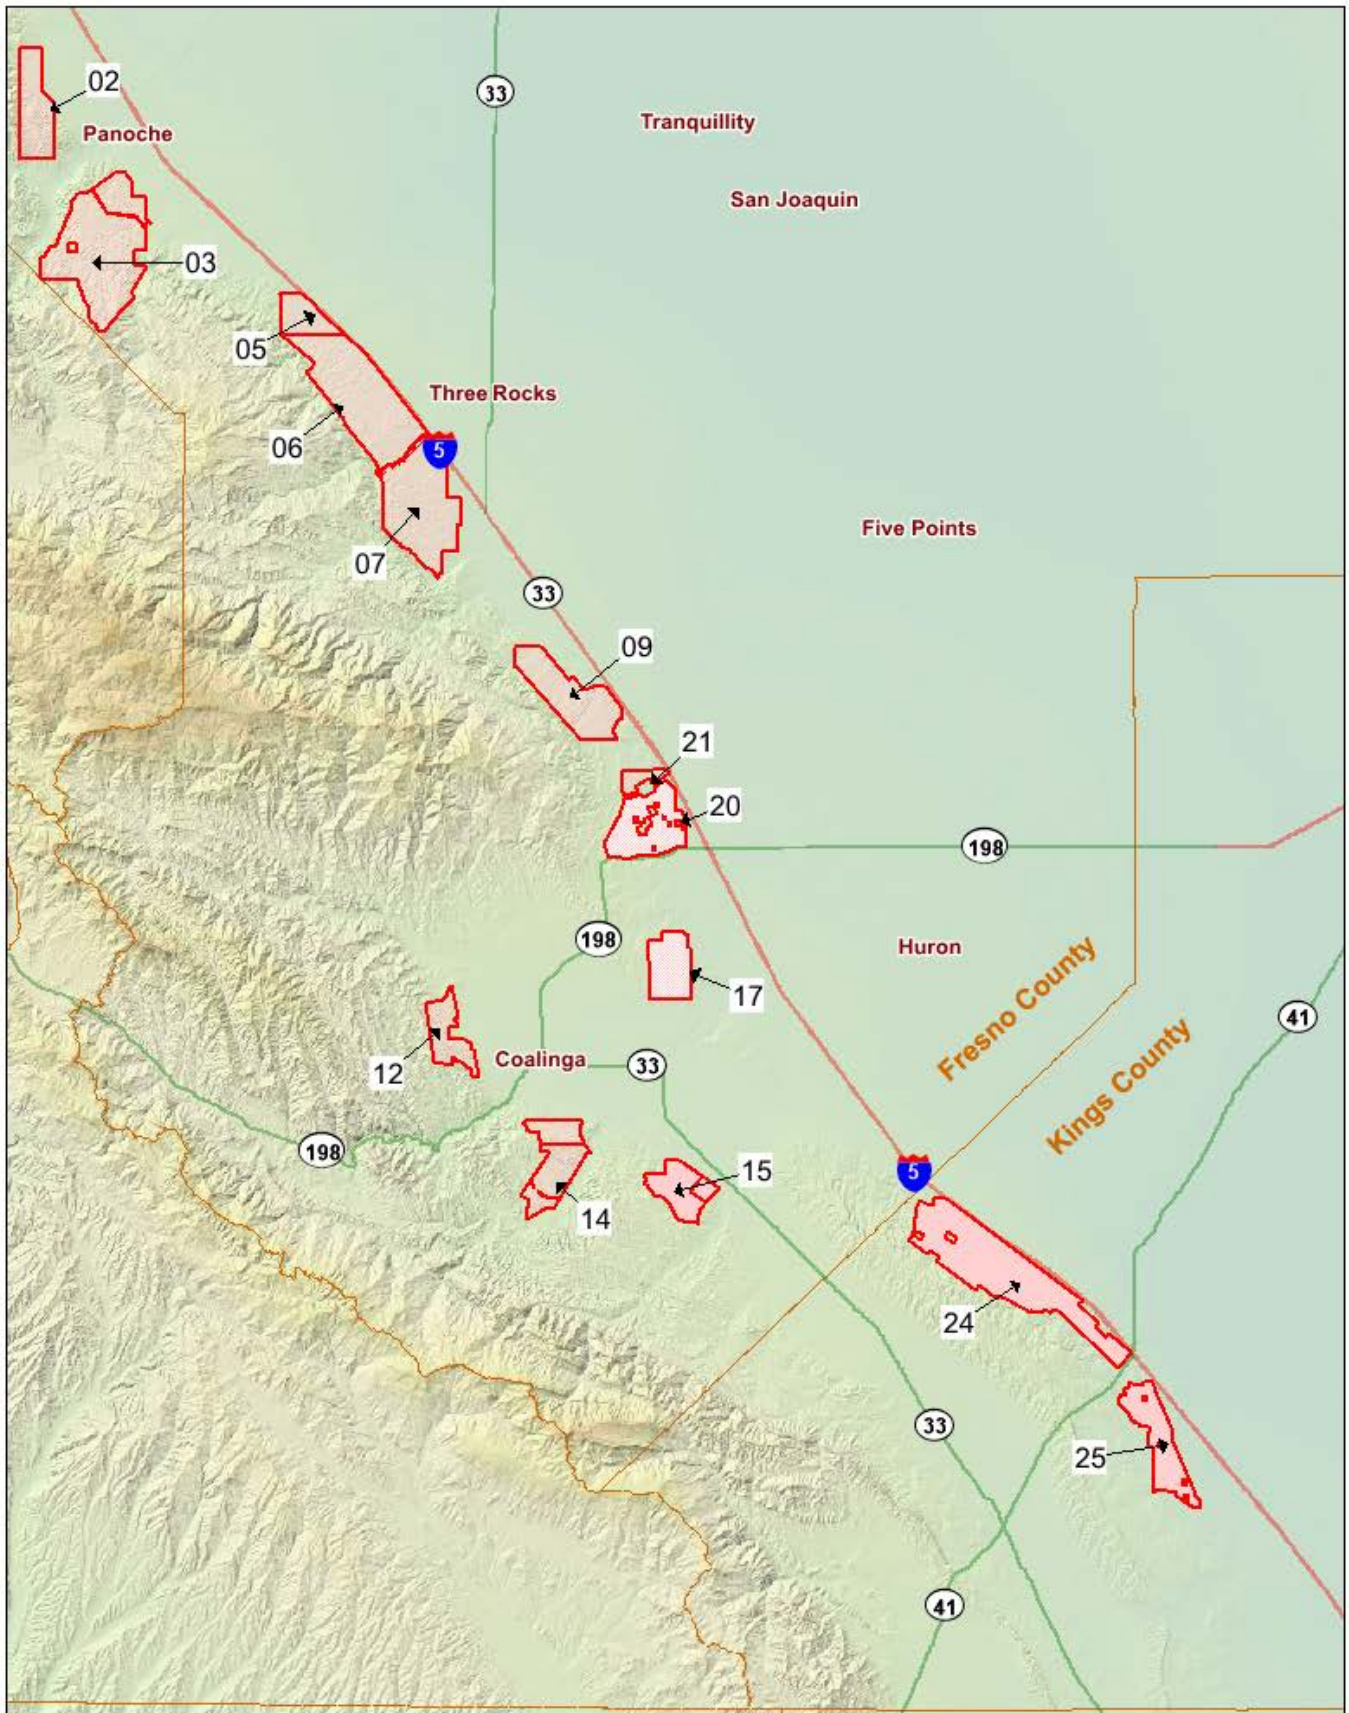 02
33
Tranquillity
Panoche
San Joaquin
03
05
Three Rocks
06
5
Five Points
07
33
09
21
20
198
198
Huron
17
Fresno County
41
Kings County
12
Coalinga
33
198
15
5
14
24
33
25
41